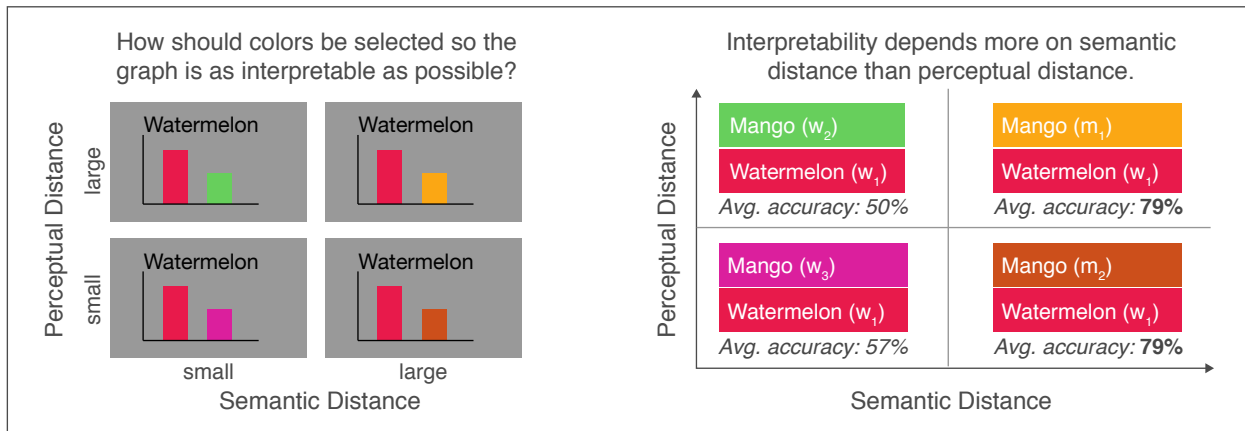 How should colors be selected so the
graph is as interpretable as possible?
Perceptual Distance
large
small
Watermelon
Watermelon
Watermelon
Watermelon
small
large
Semantic Distance
Interpretability depends more on semantic
distance than perceptual distance.
Perceptual Distance
Mango (w₂)
Watermelon (w₁)
Avg. accuracy: 50%
Mango (m₁)
Watermelon (w₁)
Avg. accuracy: 79%
Mango (w₃)
Watermelon (w₁)
Avg. accuracy: 57%
Mango (m₂)
Watermelon (w₁)
Avg. accuracy: 79%
Semantic Distance